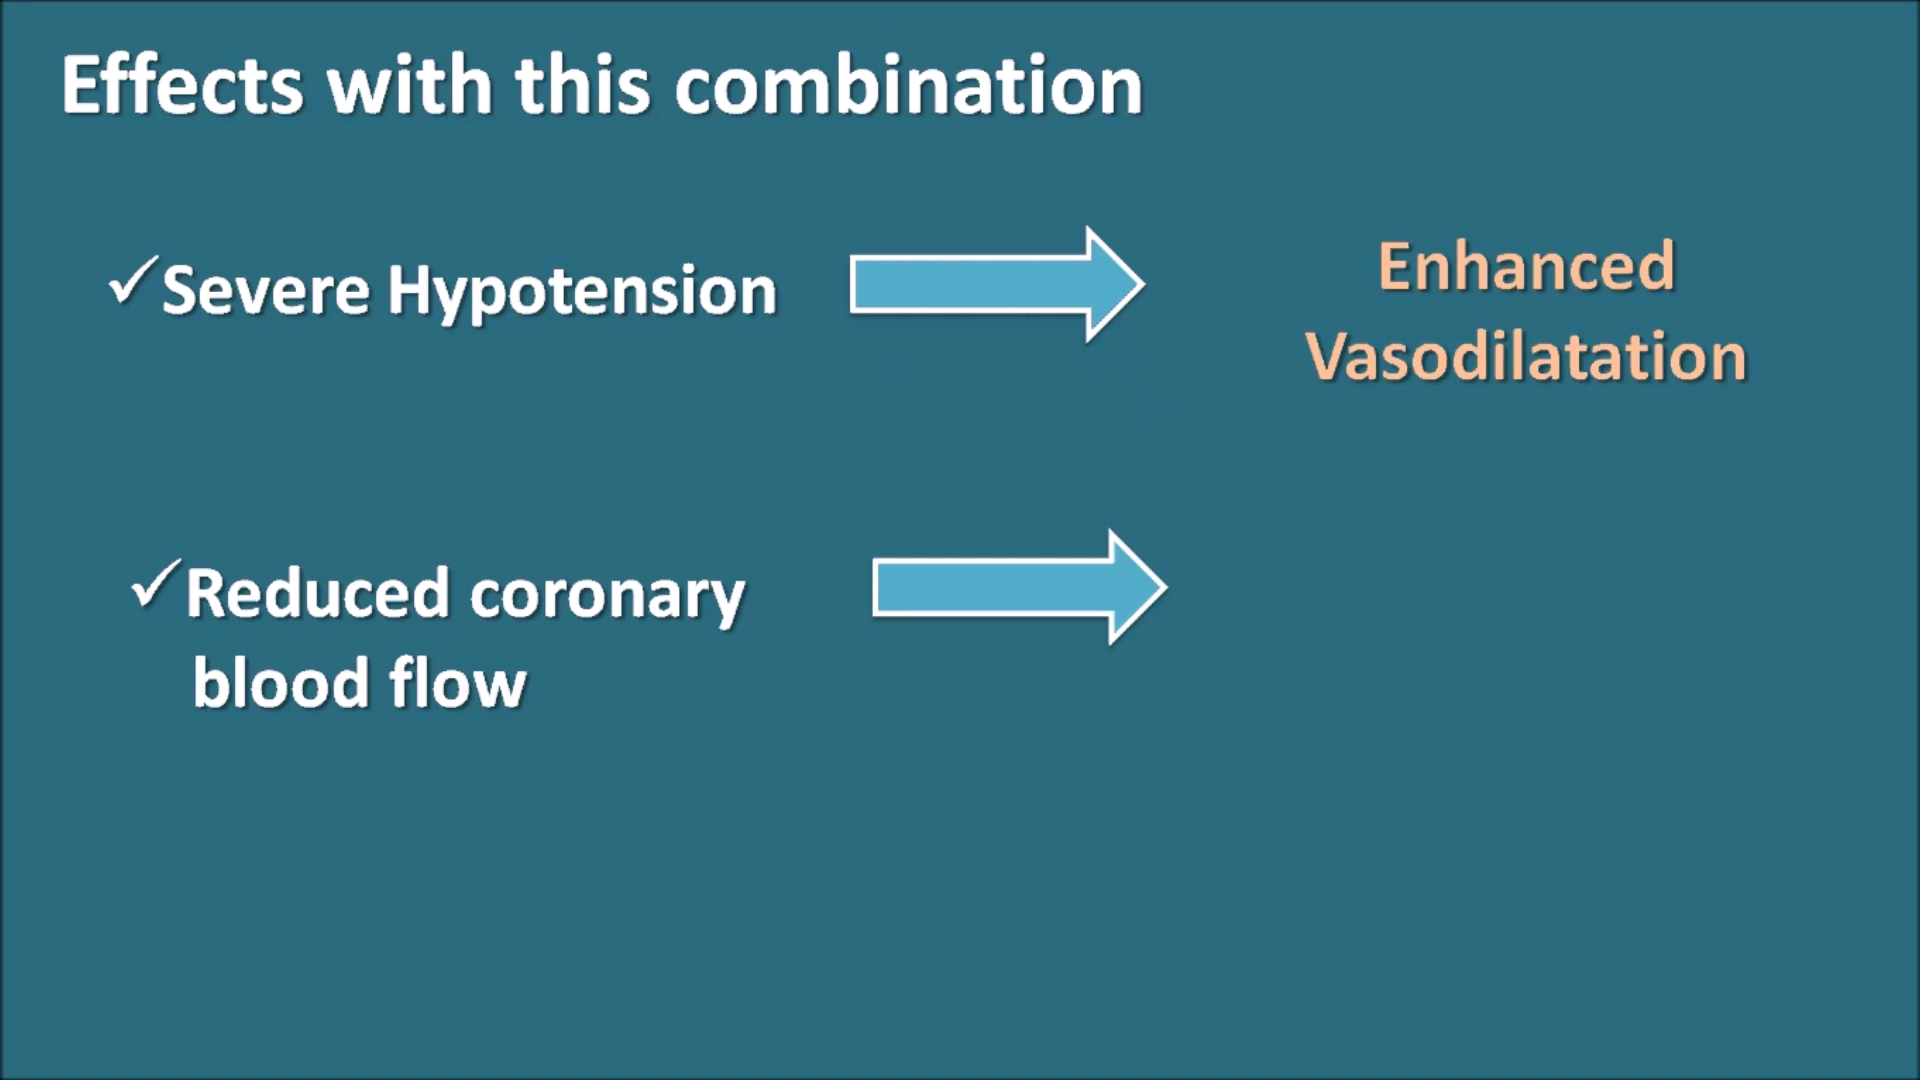 Effects with this combination
✓Severe Hypotension
Enhanced
Vasodilatation
✓Reduced coronary
blood flow